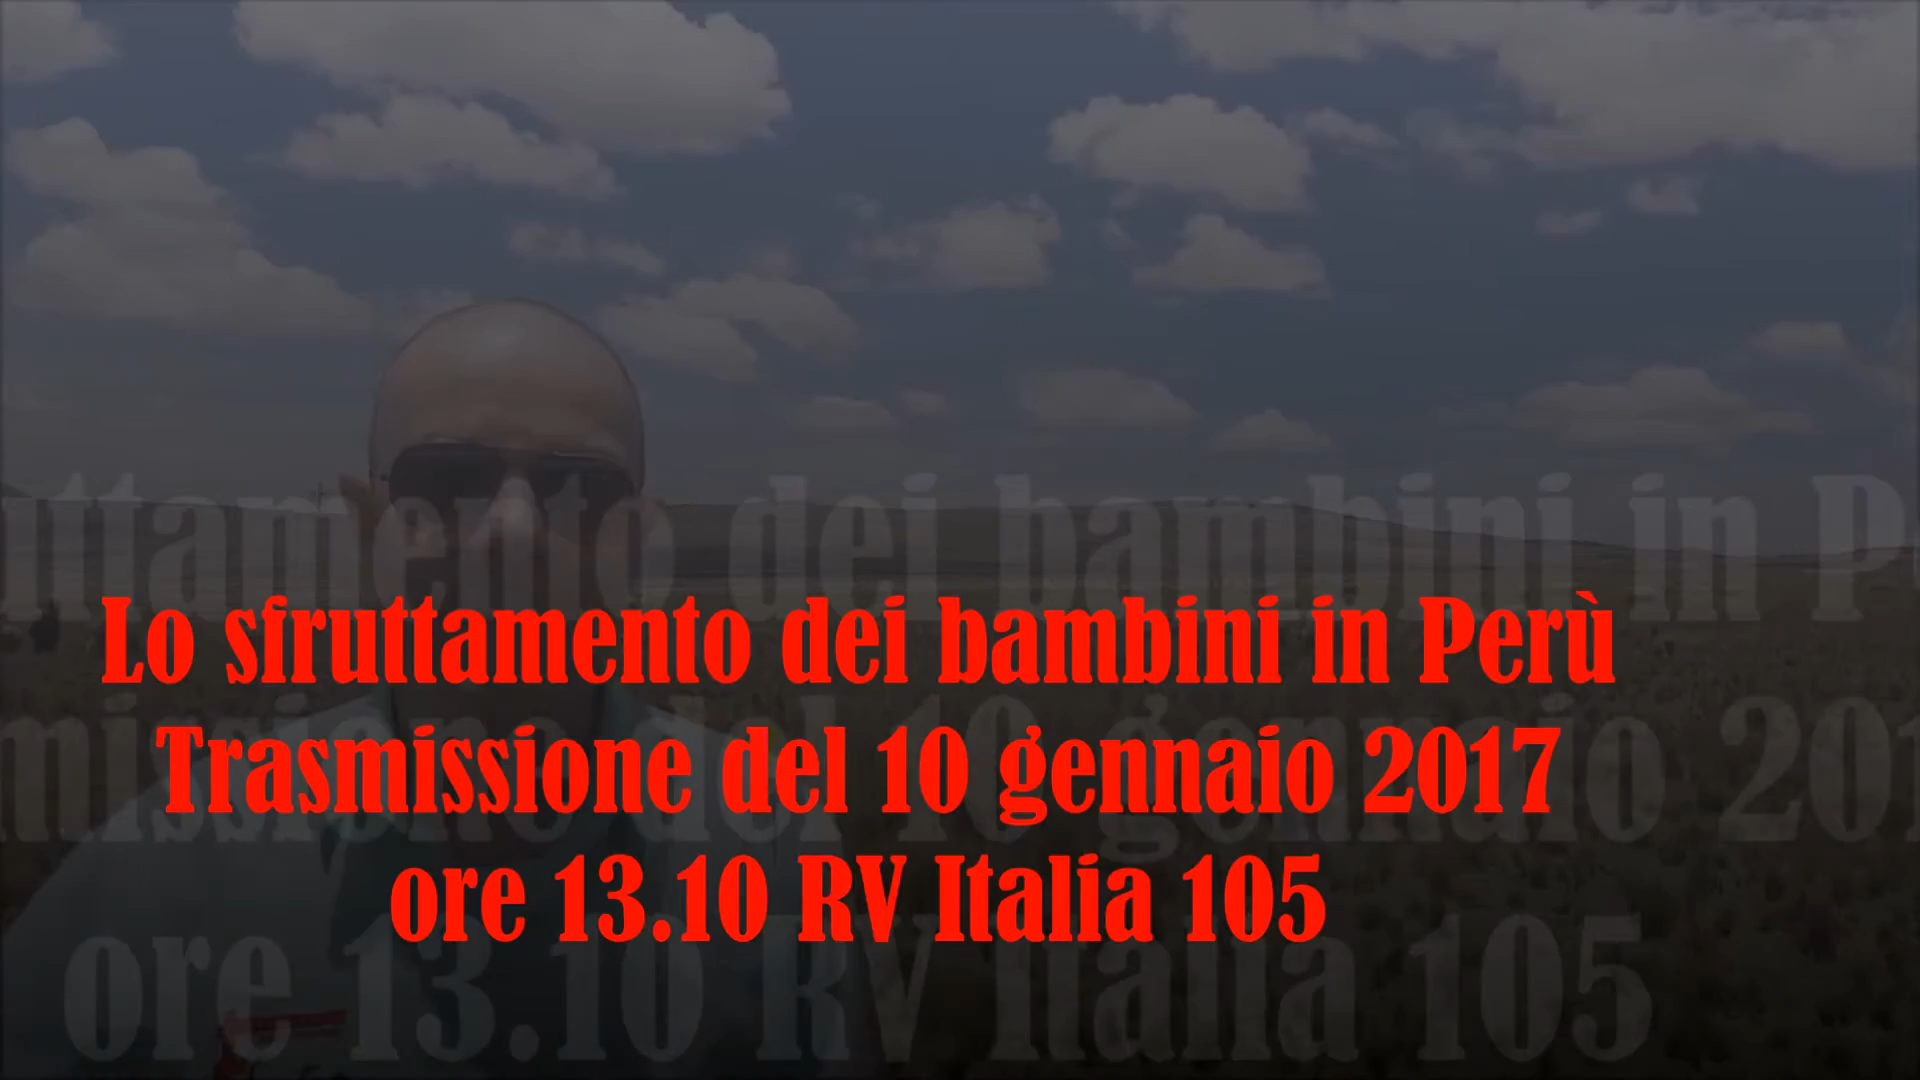 Lo sfruttamento dei bambini in Perù
Trasmissione del 10 gennaio 2017
ore 13.10 RV Italia 105